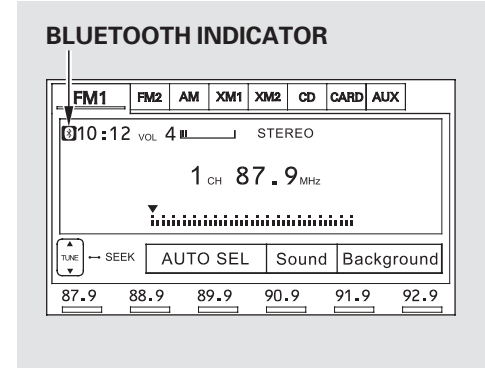 BLUETOOTH INDICATOR
FM1 FM2 AM XM1 XM2 CD CARD AUX
10:12 VOL 4 STEREO
1 CH 87.9 MHz
TUNE SEEK AUTO SEL Sound Background
87.9 88.9 89.9 90.9 91.9 92.9